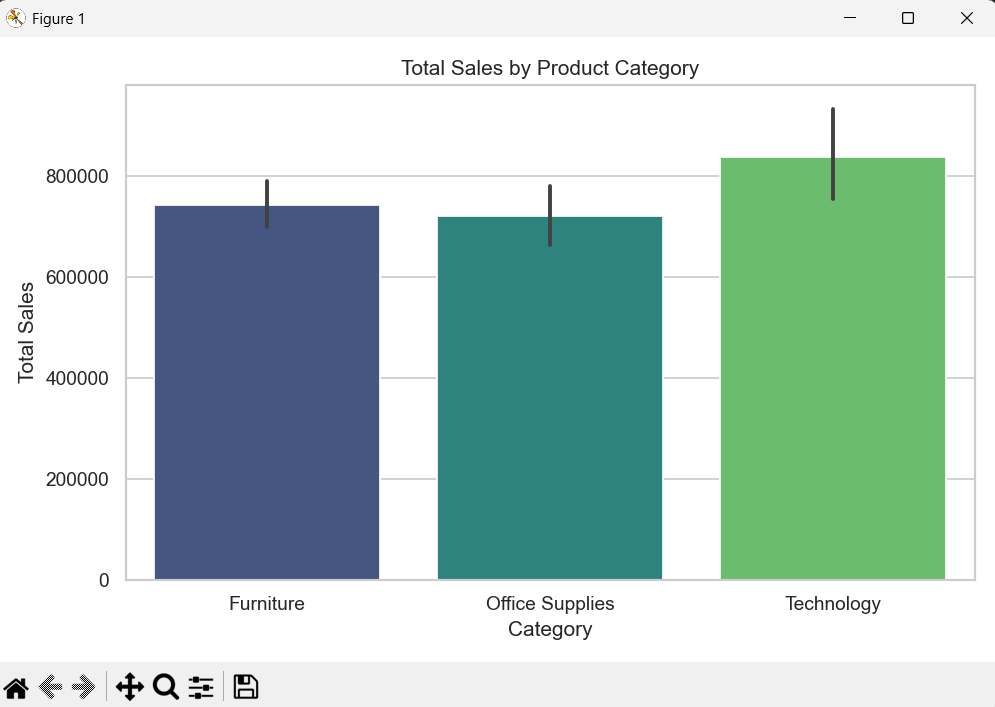 Figure 1
Total Sales by Product Category
Total Sales
800000
600000
400000
200000
0
Furniture
Office Supplies
Technology
Category